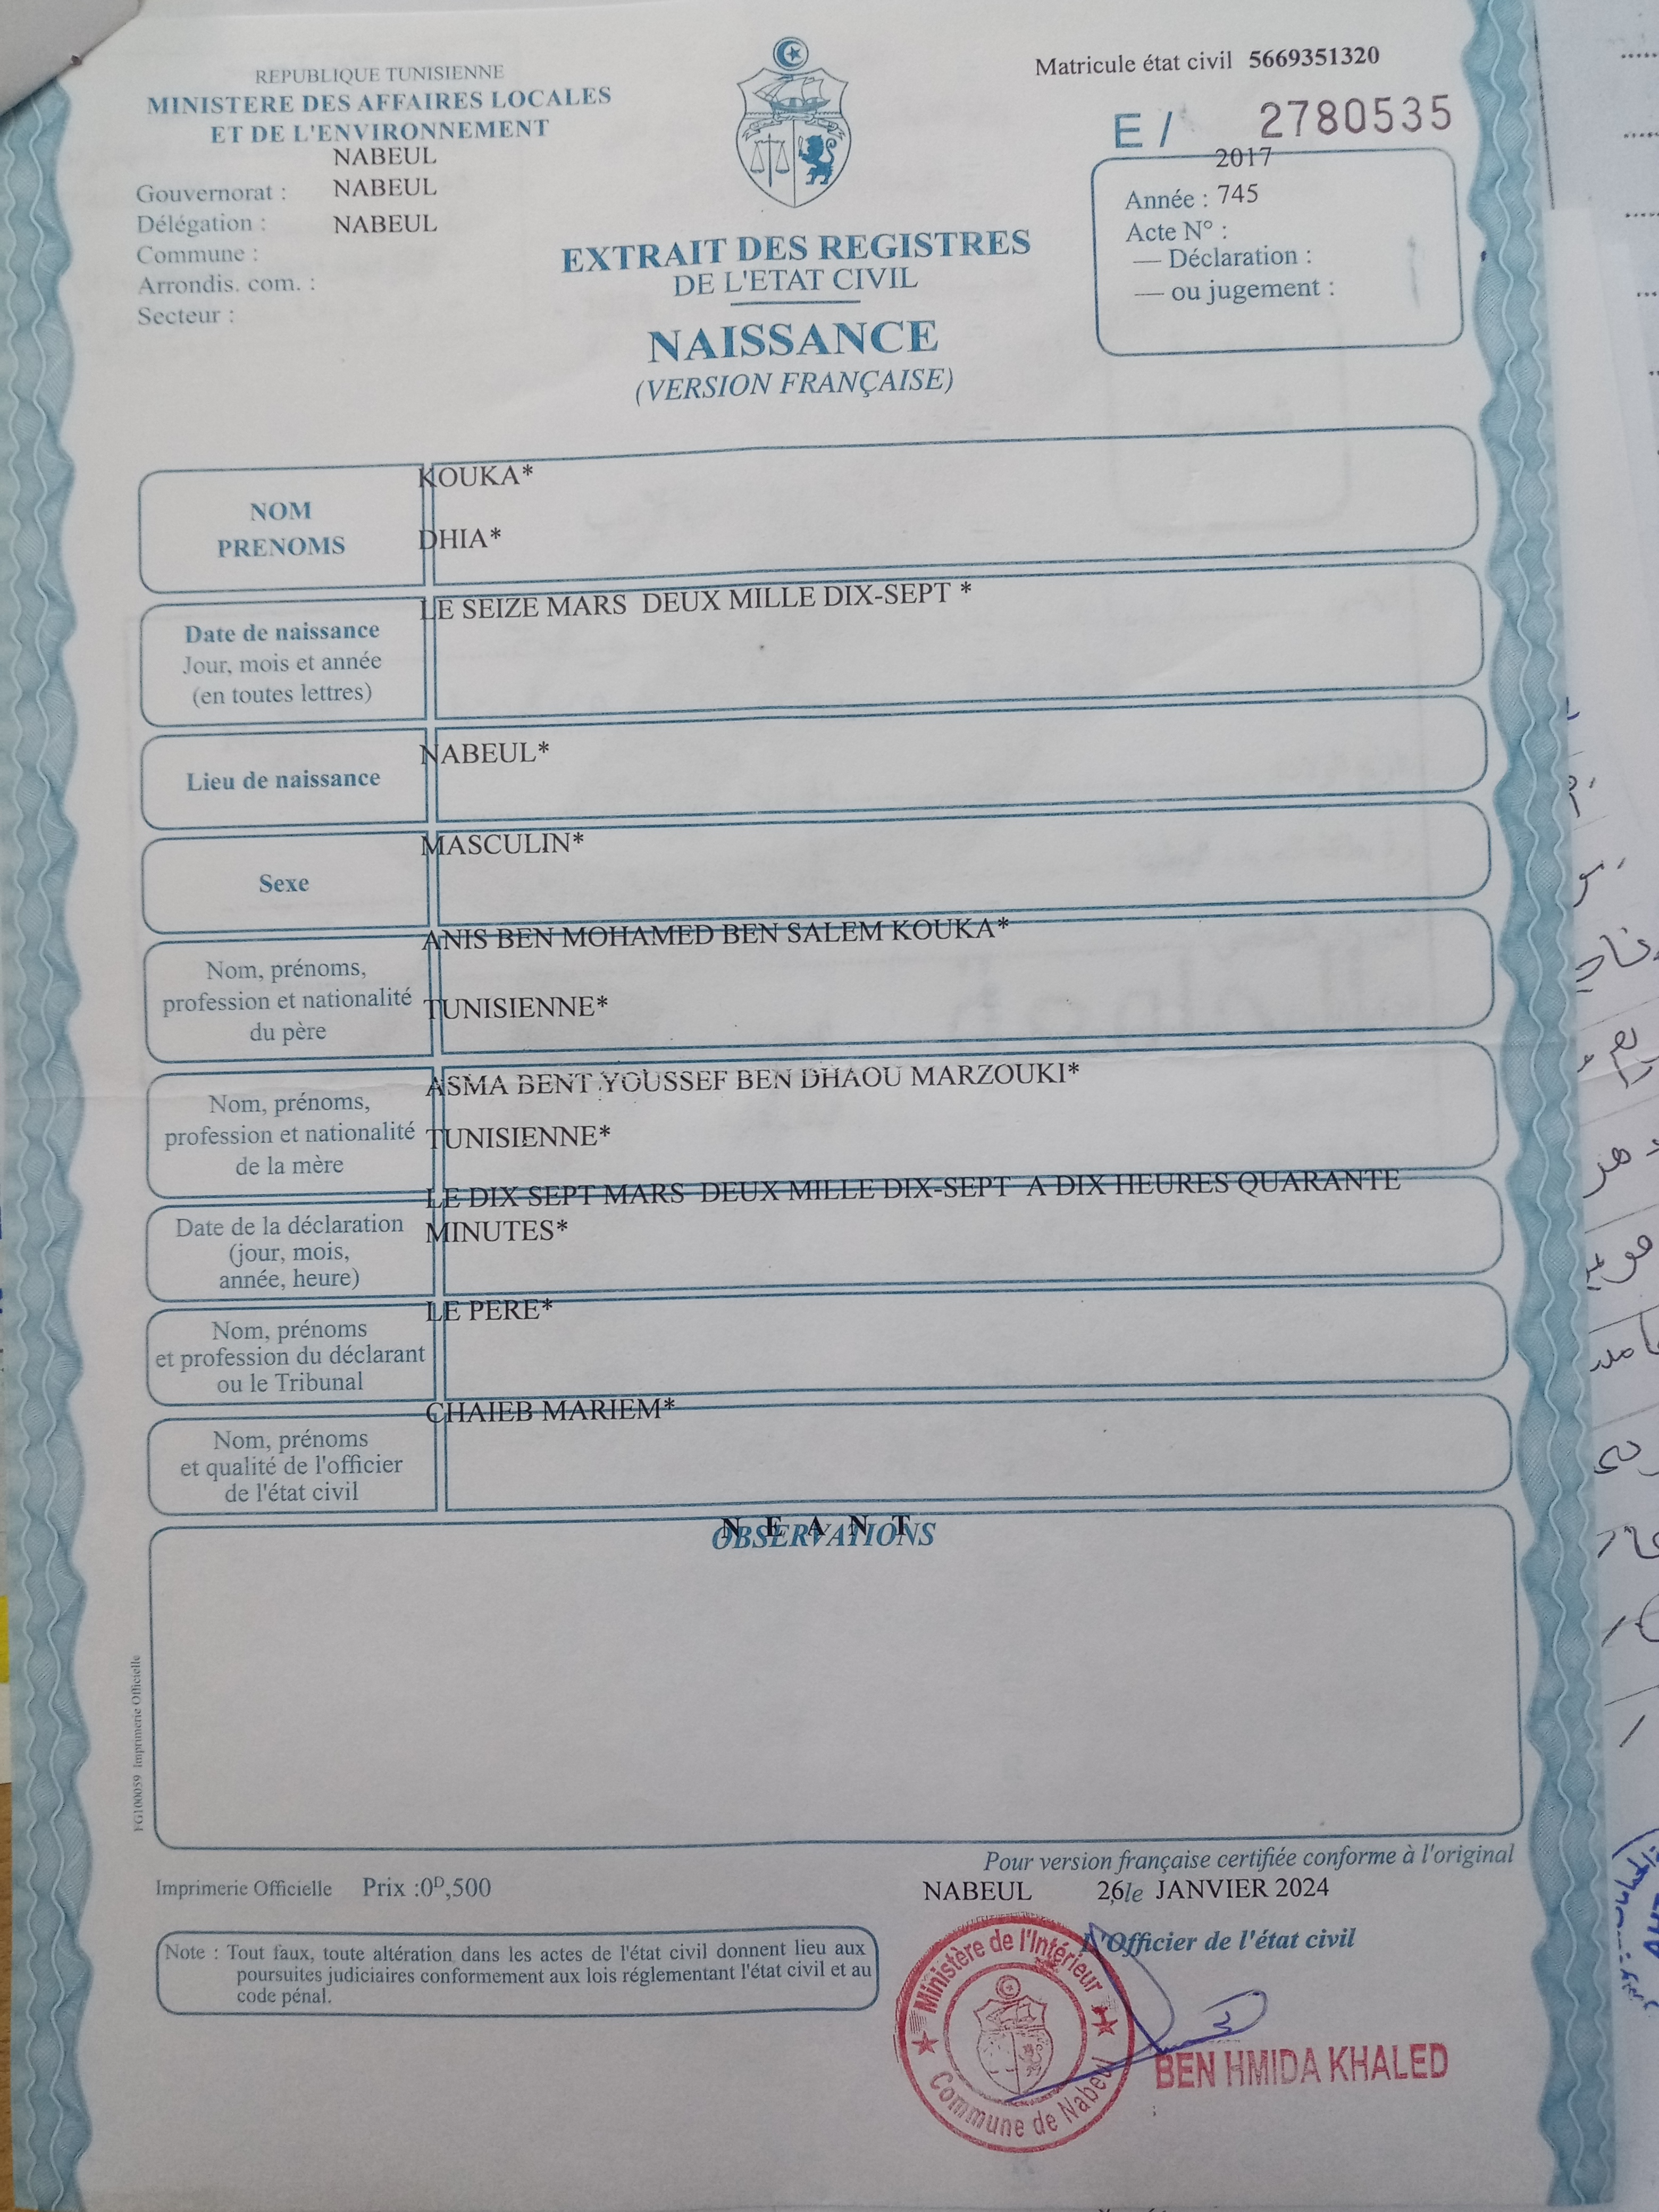 REPUBLIQUE TUNISIENNE
MINISTERE DES AFFAIRES LOCALES
ET DE L'ENVIRONNEMENT
NABEUL
Gouvernorat : NABEUL
Délégation : NABEUL
Commune :
Arrondis. com. :
Secteur :
Matricule état civil 5669351320
E / 2780535
2017
Année : 745
Acte N° :
— Déclaration :
— ou jugement :
EXTRAIT DES REGISTRES
DE L'ETAT CIVIL
NAISSANCE
(VERSION FRANÇAISE)
NOM
PRENOMS
KOUKA*
DHIA*
Date de naissance
Jour, mois et année
(en toutes lettres)
LE SEIZE MARS DEUX MILLE DIX-SEPT *
Lieu de naissance
NABEUL*
Sexe
MASCULIN*
Nom, prénoms,
profession et nationalité
du père
ANIS BEN MOHAMED BEN SALEM KOUKA*
TUNISIENNE*
Nom, prénoms,
profession et nationalité
de la mère
ASMA BENT YOUSSEF BEN DHAOU MARZOUKI*
TUNISIENNE*
Date de la déclaration
(jour, mois,
année, heure)
LE DIX SEPT MARS DEUX MILLE DIX-SEPT A DIX HEURES QUARANTE
MINUTES*
Nom, prénoms
et profession du déclarant
ou le Tribunal
LE PERE*
Nom, prénoms
et qualité de l'officier
de l'état civil
CHAIEB MARIEM*
OBSERVATIONS
N E A N T
FG100059 Imprimerie Officielle
Pour version française certifiée conforme à l'original
Imprimerie Officielle Prix :0ᴰ,500
NABEUL 26 le JANVIER 2024
L'Officier de l'état civil
Note : Tout faux, toute altération dans les actes de l'état civil donnent lieu aux
poursuites judiciaires conformement aux lois réglementant l'état civil et au
code pénal.
Ministère de l'Intérieur
Commune de Nabeul
BEN HMIDA KHALED